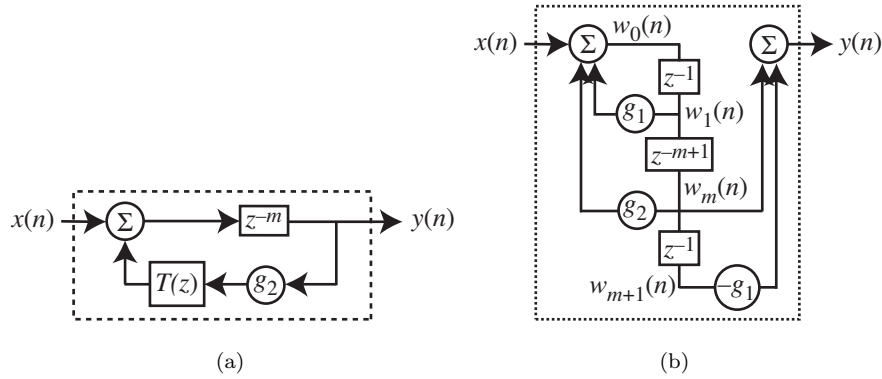 w₀(n)
x(n) Σ Σ y(n)
z⁻¹
g₁ w₁(n)
z⁻ᵐ⁺¹
wₘ(n)
g₂
z⁻¹
wₘ₊₁(n) −g₁
x(n) Σ z⁻ᵐ y(n)
T(z) g₂
(a) (b)